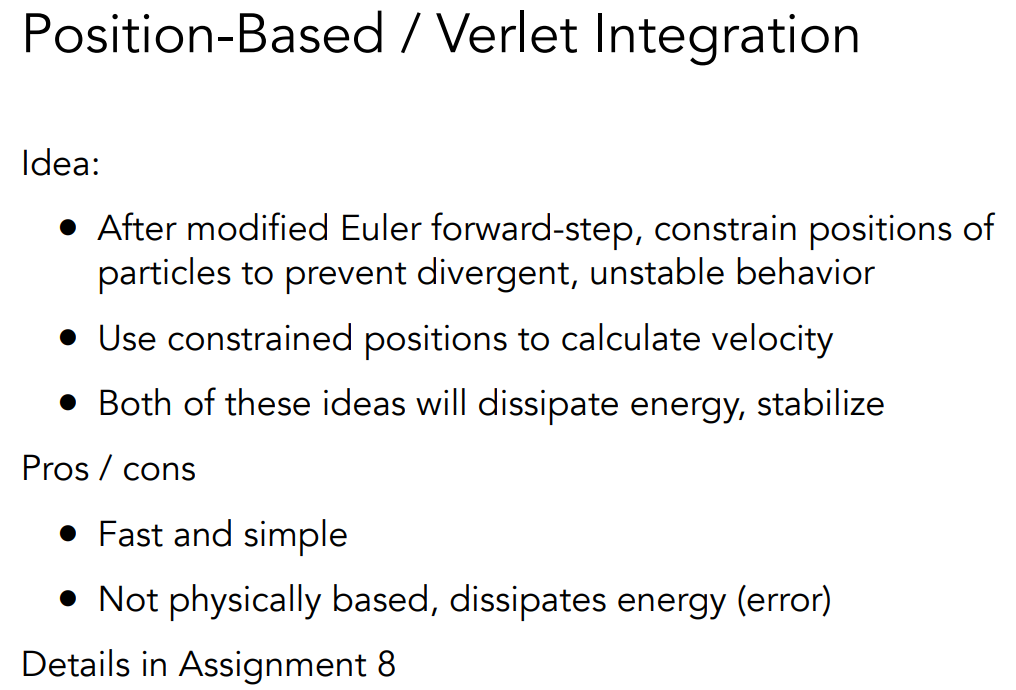 Position-Based / Verlet Integration
Idea:
● After modified Euler forward-step, constrain positions of
particles to prevent divergent, unstable behavior
● Use constrained positions to calculate velocity
● Both of these ideas will dissipate energy, stabilize
Pros / cons
● Fast and simple
● Not physically based, dissipates energy (error)
Details in Assignment 8